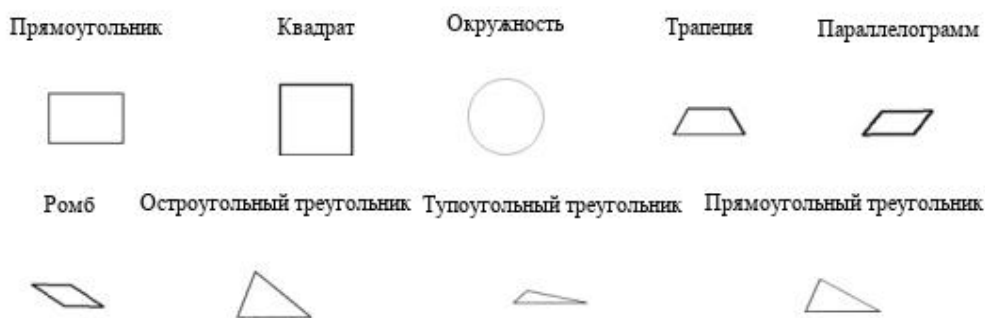 Прямоугольник Квадрат Окружность Трапеция Параллелограмм
Ромб Остроугольный треугольник Тупоугольный треугольник Прямоугольный треугольник